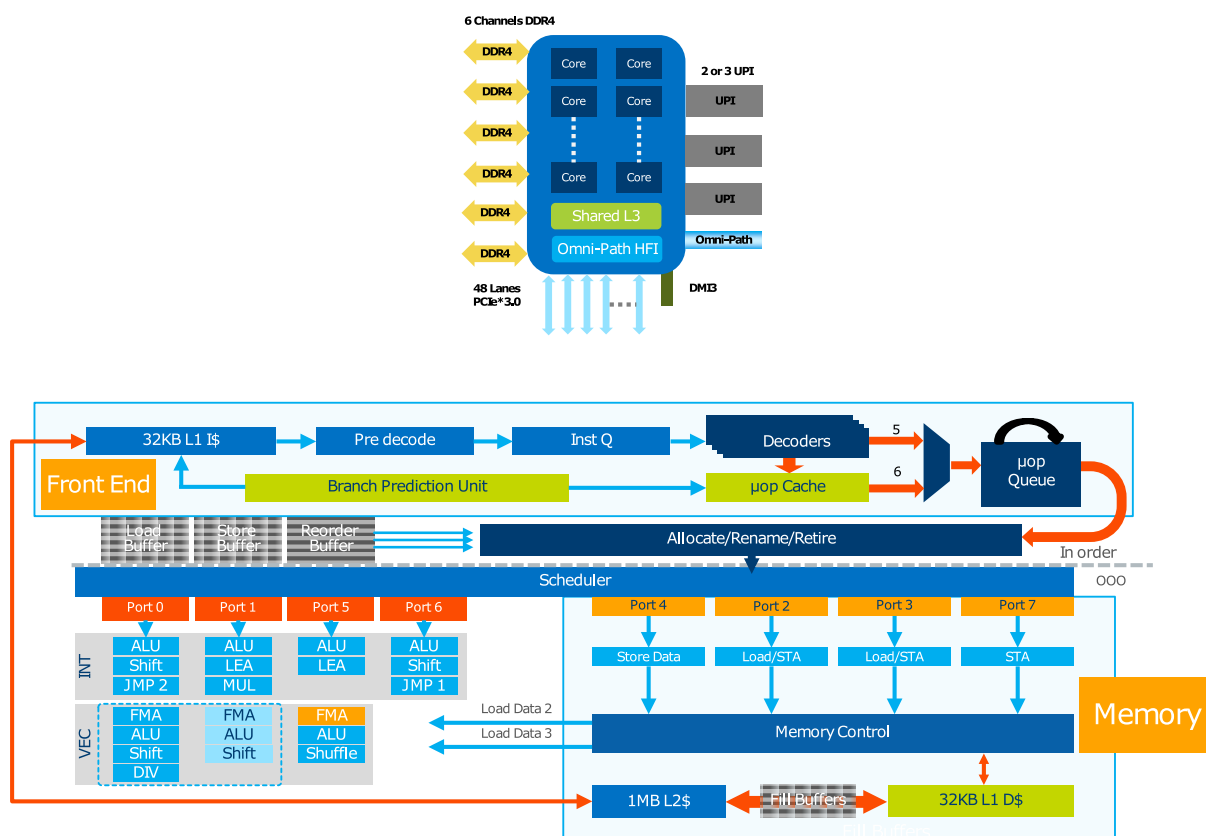 6 Channels DDR4
DDR4
DDR4
DDR4
DDR4
DDR4
DDR4
Core
Core
Core
Core
Core
Core
Shared L3
Omni-Path HFI
2 or 3 UPI
UPI
UPI
UPI
Omni-Path
48 Lanes
PCIe* 3.0
DMI3
32KB L1 I$
Pre decode
Inst Q
Decoders
5
6
μop
Queue
Front End
Branch Prediction Unit
μop Cache
Load
Buffer
Store
Buffer
Reorder
Buffer
Allocate/Rename/Retire
In order
OOO
Scheduler
Port 0
Port 1
Port 5
Port 6
Port 4
Port 2
Port 3
Port 7
INT
ALU
Shift
JMP 2
ALU
LEA
MUL
ALU
LEA
ALU
Shift
JMP 1
Store Data
Load/STA
Load/STA
STA
VEC
FMA
ALU
Shift
DIV
FMA
ALU
Shift
FMA
ALU
Shuffle
Load Data 2
Load Data 3
Memory Control
Memory
1MB L2$
Fill Buffers
32KB L1 D$
Fill Buffers